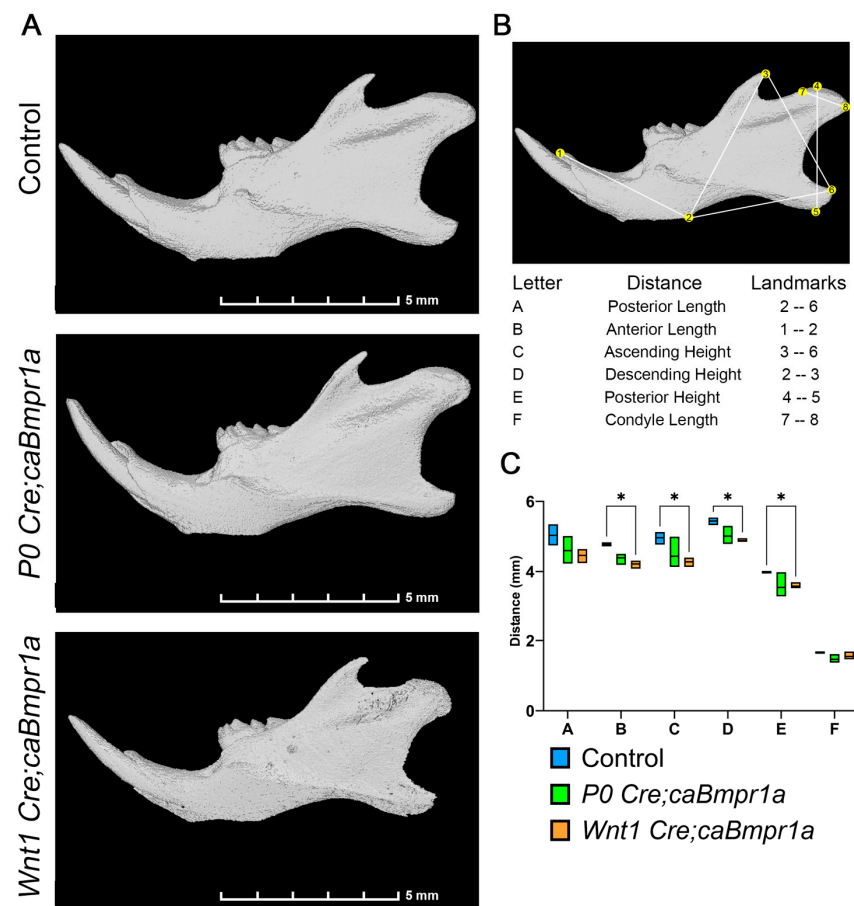 A
Control
5 mm
P0 Cre;caBmpr1a
5 mm
Wnt1 Cre;caBmpr1a
5 mm
B
1
2
3
4
5
6
7
8
Letter Distance Landmarks
A Posterior Length 2 -- 6
B Anterior Length 1 -- 2
C Ascending Height 3 -- 6
D Descending Height 2 -- 3
E Posterior Height 4 -- 5
F Condyle Length 7 -- 8
C
Distance (mm)
6
4
2
0
* * * *
A B C D E F
Control
P0 Cre;caBmpr1a
Wnt1 Cre;caBmpr1a